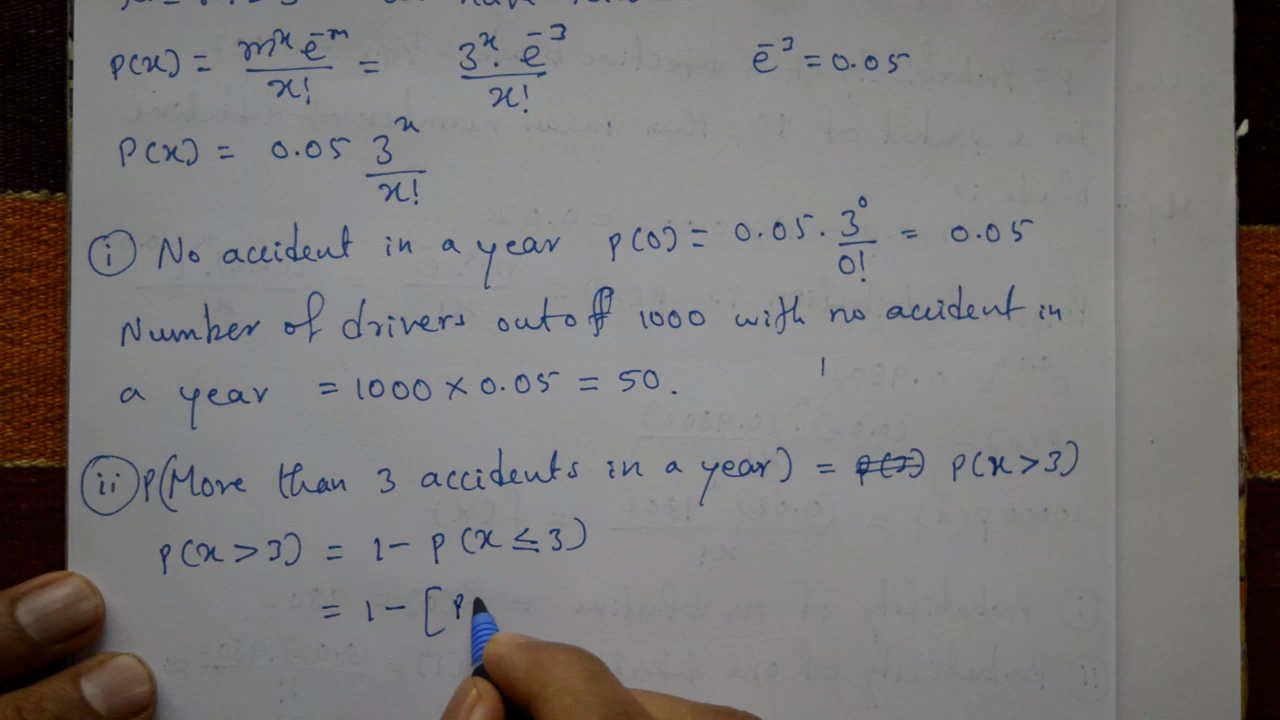 p(x) = m^x e^-m / x! = 3^x . e^-3 / x! e^-3 = 0.05
P(x) = 0.05 3^x / x!
(i) No accident in a year p(0) = 0.05 . 3^0 / 0! = 0.05
Number of drivers out of 1000 with no accident in
a year = 1000 × 0.05 = 50.
(ii) P(More than 3 accidents in a year) = p(x > 3)
p(x > 3) = 1 - p(x ≤ 3)
= 1 - [P